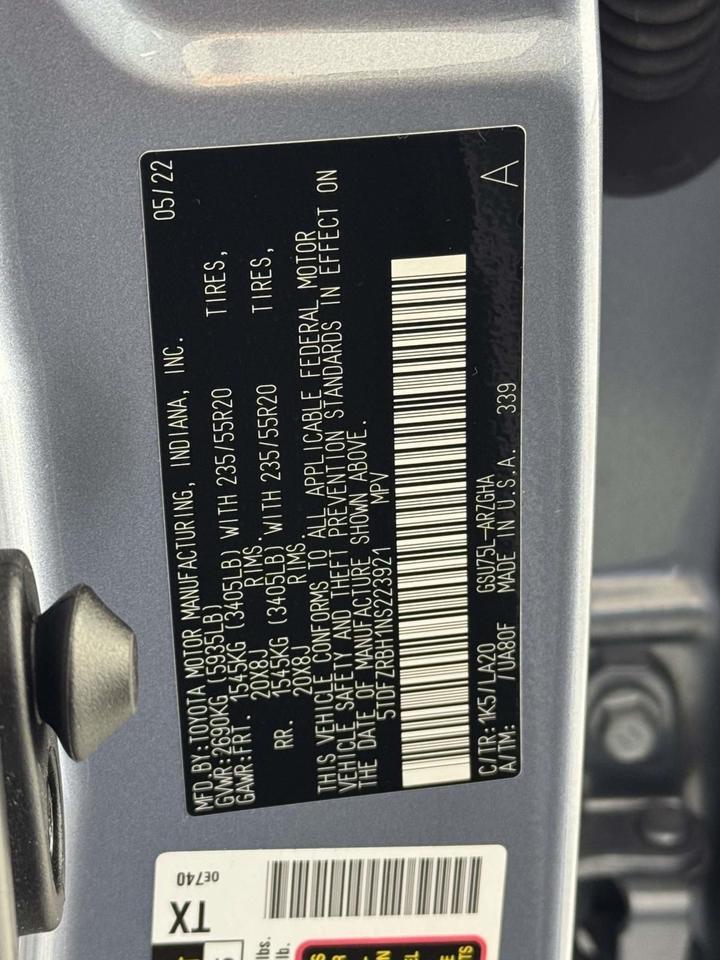 MFD.BY:TOYOTA MOTOR MANUFACTURING, INDIANA, INC. 05/22
GVWR:2690KG (5935LB)
GAWR:FRT. 1545KG (3405LB) WITH 235/55R20 TIRES,
20X8J RIMS.
RR. 1545KG (3405LB) WITH 235/55R20 TIRES,
20X8J RIMS.
THIS VEHICLE CONFORMS TO ALL APPLICABLE FEDERAL MOTOR
VEHICLE SAFETY AND THEFT PREVENTION STANDARDS IN EFFECT ON
THE DATE OF MANUFACTURE SHOWN ABOVE.
5TDFZRBH1NS223921 MPV
C/TR:1K5/LA20 GSU75L-ARZGHA
A/TM: /UA80F MADE IN U.S.A. 339 A
0E740
TX
lbs.
lb.